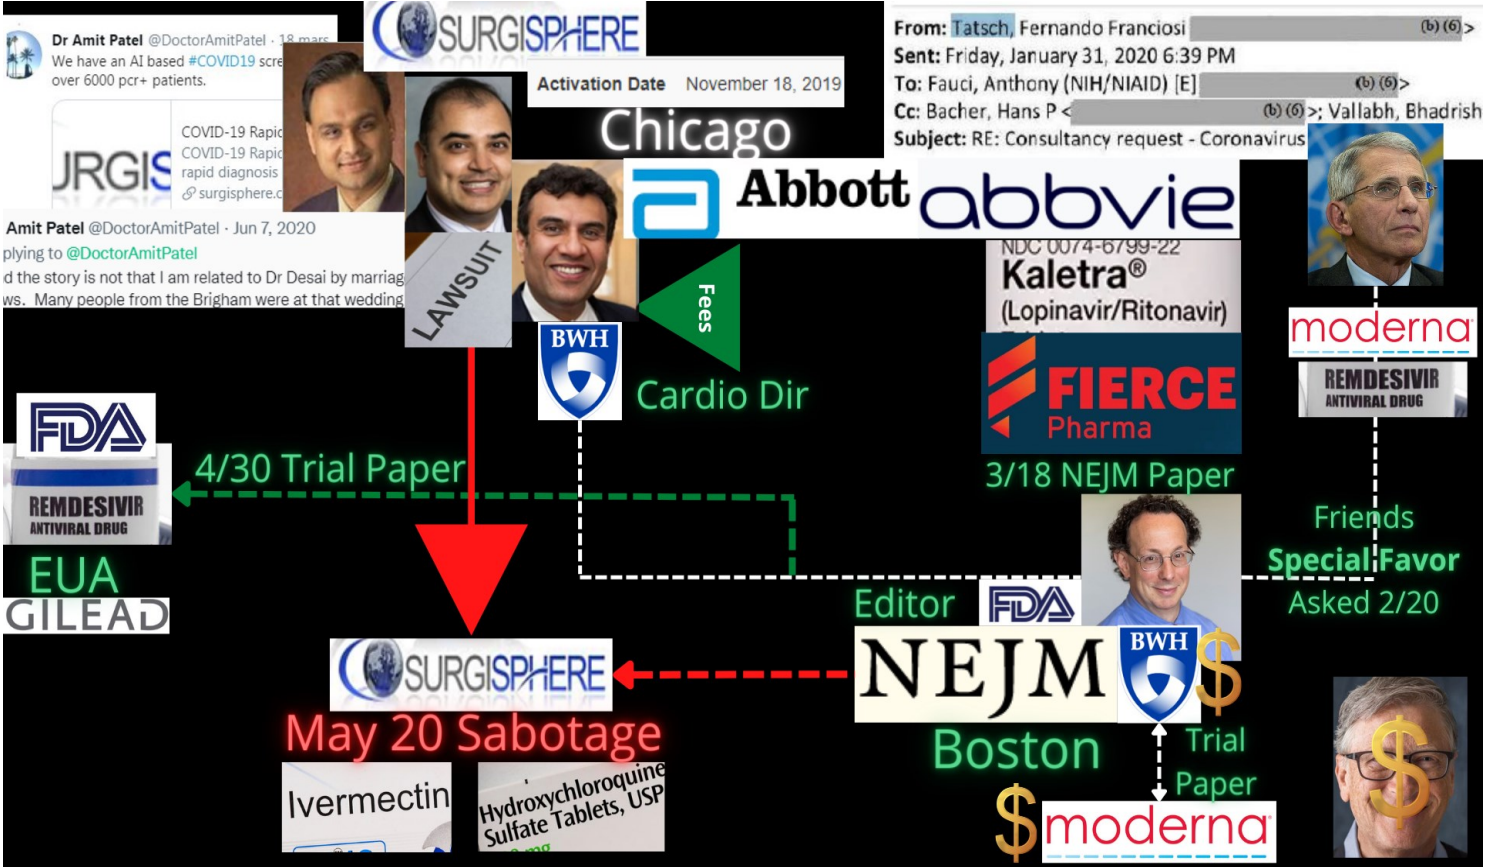 Dr Amit Patel @DoctorAmitPatel · 18 mars
We have an AI based #COVID19 scre
over 6000 pcr+ patients.
COVID-19 Rapid
COVID-19 Rapid
rapid diagnosis
surgisphere.c
URGIS
Amit Patel @DoctorAmitPatel · Jun 7, 2020
plying to @DoctorAmitPatel
d the story is not that I am related to Dr Desai by marriag
ws. Many people from the Brigham were at that wedding
SURGISPHERE
Activation Date November 18, 2019
Chicago
From: Tatsch, Fernando Franciosi (b) (6) >
Sent: Friday, January 31, 2020 6:39 PM
To: Fauci, Anthony (NIH/NIAID) [E] (b) (6) >
Cc: Bacher, Hans P < (b) (6) >; Vallabh, Bhadrish
Subject: RE: Consultancy request - Coronavirus
Abbott
abbvie
LAWSUIT
Fees
BWH
Cardio Dir
NDC 0074-6799-22
Kaletra®
(Lopinavir/Ritonavir)
FIERCE
Pharma
3/18 NEJM Paper
moderna
REMDESIVIR
ANTIVIRAL DRUG
FDA
4/30 Trial Paper
REMDESIVIR
ANTIVIRAL DRUG
EUA
GILEAD
Friends
Special Favor
Asked 2/20
Editor
FDA
NEJM
BWH
$
Boston
Trial
Paper
$
moderna
$
SURGISPHERE
May 20 Sabotage
Ivermectin
Hydroxychloroquine
Sulfate Tablets, USP
mg